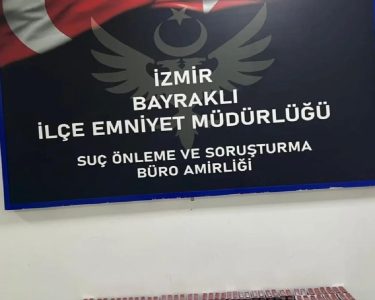 İZMİR
BAYRAKLI
İLÇE EMNİYET MÜDÜRLÜĞÜ
SUÇ ÖNLEME VE SORUŞTURMA
BÜRO AMİRLİĞİ